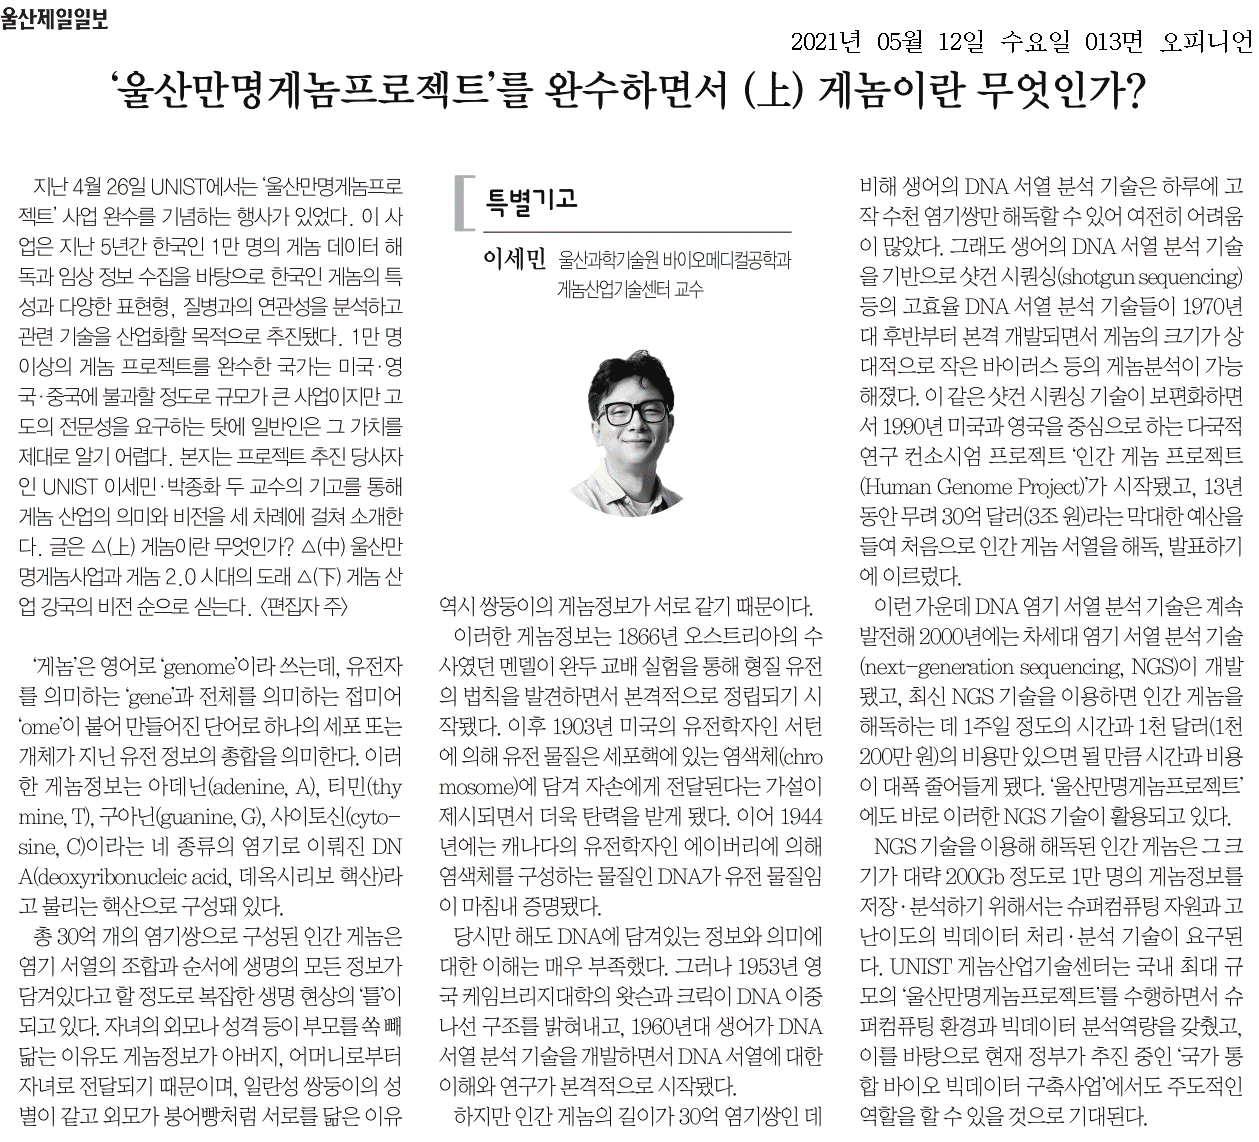 울산제일일보
2021년 05월 12일 수요일 013면 오피니언
‘울산만명게놈프로젝트’를 완수하면서 (上) 게놈이란 무엇인가?
지난 4월 26일 UNIST에서는 ‘울산만명게놈프로
젝트’ 사업 완수를 기념하는 행사가 있었다. 이 사
업은 지난 5년간 한국인 1만 명의 게놈 데이터 해
독과 임상 정보 수집을 바탕으로 한국인 게놈의 특
성과 다양한 표현형, 질병과의 연관성을 분석하고
관련 기술을 산업화할 목적으로 추진됐다. 1만 명
이상의 게놈 프로젝트를 완수한 국가는 미국·영
국·중국에 불과할 정도로 규모가 큰 사업이지만 고
도의 전문성을 요구하는 탓에 일반인은 그 가치를
제대로 알기 어렵다. 본지는 프로젝트 추진 당사자
인 UNIST 이세민·박종화 두 교수의 기고를 통해
게놈 산업의 의미와 비전을 세 차례에 걸쳐 소개한
다. 글은 △(上) 게놈이란 무엇인가? △(中) 울산만
명게놈사업과 게놈 2.0 시대의 도래 △(下) 게놈 산
업 강국의 비전 순으로 싣는다. <편집자 주>
‘게놈’은 영어로 ‘genome’이라 쓰는데, 유전자
를 의미하는 ‘gene’과 전체를 의미하는 접미어
‘ome’이 붙어 만들어진 단어로 하나의 세포 또는
개체가 지닌 유전 정보의 총합을 의미한다. 이러
한 게놈정보는 아데닌(adenine, A), 티민(thy
mine, T), 구아닌(guanine, G), 사이토신(cyto-
sine, C)이라는 네 종류의 염기로 이뤄진 DN
A(deoxyribonucleic acid, 데옥시리보 핵산)라
고 불리는 핵산으로 구성돼 있다.
총 30억 개의 염기쌍으로 구성된 인간 게놈은
염기 서열의 조합과 순서에 생명의 모든 정보가
담겨있다고 할 정도로 복잡한 생명 현상의 ‘틀’이
되고 있다. 자녀의 외모나 성격 등이 부모를 쏙 빼
닮는 이유도 게놈정보가 아버지, 어머니로부터
자녀로 전달되기 때문이며, 일란성 쌍둥이의 성
별이 같고 외모가 붕어빵처럼 서로를 닮은 이유
특별기고
이세민 울산과학기술원 바이오메디컬공학과
게놈산업기술센터 교수
역시 쌍둥이의 게놈정보가 서로 같기 때문이다.
이러한 게놈정보는 1866년 오스트리아의 수
사였던 멘델이 완두 교배 실험을 통해 형질 유전
의 법칙을 발견하면서 본격적으로 정립되기 시
작됐다. 이후 1903년 미국의 유전학자인 서턴
에 의해 유전 물질은 세포핵에 있는 염색체(chro
mosome)에 담겨 자손에게 전달된다는 가설이
제시되면서 더욱 탄력을 받게 됐다. 이어 1944
년에는 캐나다의 유전학자인 에이버리에 의해
염색체를 구성하는 물질인 DNA가 유전 물질임
이 마침내 증명됐다.
당시만 해도 DNA에 담겨있는 정보와 의미에
대한 이해는 매우 부족했다. 그러나 1953년 영
국 케임브리지대학의 왓슨과 크릭이 DNA 이중
나선 구조를 밝혀내고, 1960년대 생어가 DNA
서열 분석 기술을 개발하면서 DNA 서열에 대한
이해와 연구가 본격적으로 시작됐다.
하지만 인간 게놈의 길이가 30억 염기쌍인 데
비해 생어의 DNA 서열 분석 기술은 하루에 고
작 수천 염기쌍만 해독할 수 있어 여전히 어려움
이 많았다. 그래도 생어의 DNA 서열 분석 기술
을 기반으로 샷건 시퀀싱(shotgun sequencing)
등의 고효율 DNA 서열 분석 기술들이 1970년
대 후반부터 본격 개발되면서 게놈의 크기가 상
대적으로 작은 바이러스 등의 게놈분석이 가능
해졌다. 이 같은 샷건 시퀀싱 기술이 보편화하면
서 1990년 미국과 영국을 중심으로 하는 다국적
연구 컨소시엄 프로젝트 ‘인간 게놈 프로젝트
(Human Genome Project)’가 시작됐고, 13년
동안 무려 30억 달러(3조 원)라는 막대한 예산을
들여 처음으로 인간 게놈 서열을 해독, 발표하기
에 이르렀다.
이런 가운데 DNA 염기 서열 분석 기술은 계속
발전해 2000년에는 차세대 염기 서열 분석 기술
(next-generation sequencing, NGS)이 개발
됐고, 최신 NGS 기술을 이용하면 인간 게놈을
해독하는 데 1주일 정도의 시간과 1천 달러(1천
200만 원)의 비용만 있으면 될 만큼 시간과 비용
이 대폭 줄어들게 됐다. ‘울산만명게놈프로젝트’
에도 바로 이러한 NGS 기술이 활용되고 있다.
NGS 기술을 이용해 해독된 인간 게놈은 그 크
기가 대략 200Gb 정도로 1만 명의 게놈정보를
저장·분석하기 위해서는 슈퍼컴퓨팅 자원과 고
난이도의 빅데이터 처리·분석 기술이 요구된
다. UNIST 게놈산업기술센터는 국내 최대 규
모의 ‘울산만명게놈프로젝트’를 수행하면서 슈
퍼컴퓨팅 환경과 빅데이터 분석역량을 갖췄고,
이를 바탕으로 현재 정부가 추진 중인 ‘국가 통
합 바이오 빅데이터 구축사업’에서도 주도적인
역할을 할 수 있을 것으로 기대된다.